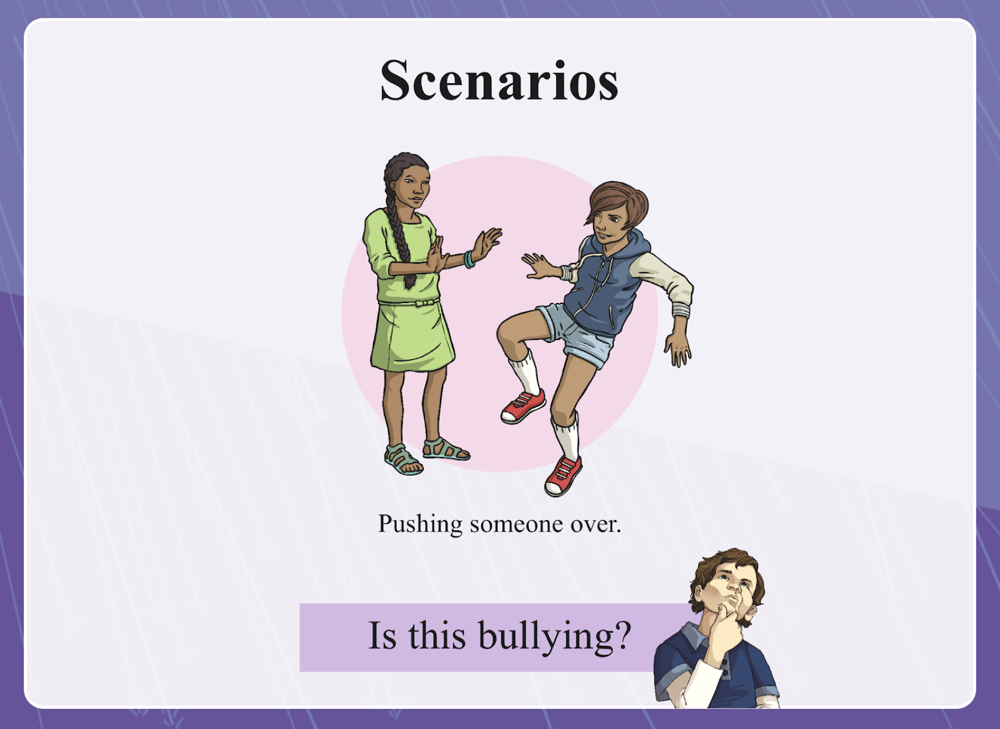 Scenarios
Pushing someone over.
Is this bullying?